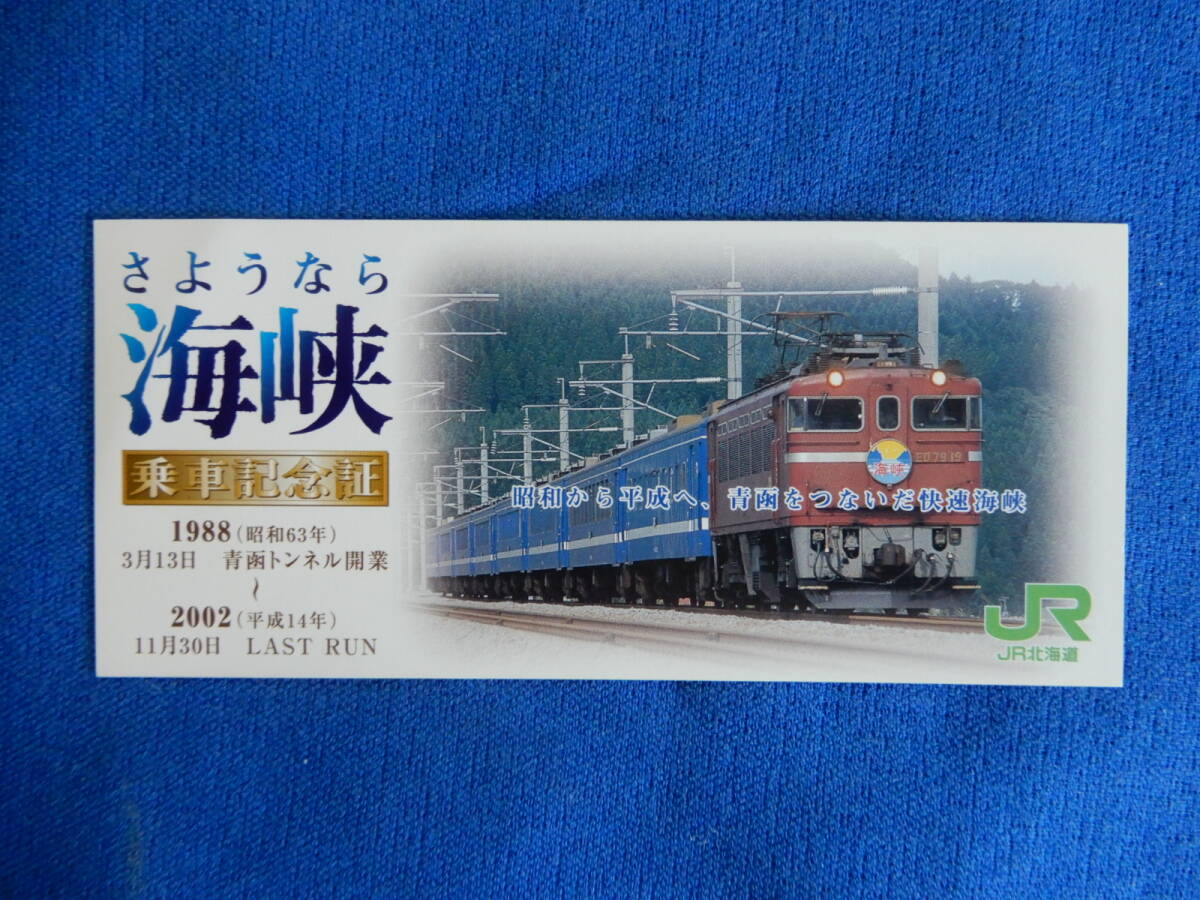 さようなら
海峡
乗車記念証
1988(昭和63年)
3月13日 青函トンネル開業
~
2002(平成14年)
11月30日 LAST RUN
海峡
ED79 19
昭和から平成へ、青函をつないだ快速海峡
JR
JR北海道